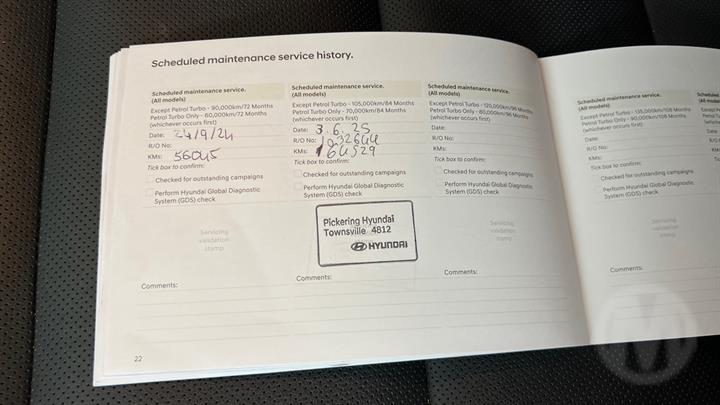 Scheduled maintenance service history.
Scheduled maintenance service.
(All models)
Except Petrol Turbo - 90,000km/72 Months
Petrol Turbo Only - 60,000km/72 Months
(whichever occurs first)
Date: 24/9/24
R/O No:
KMs: 56045
Tick box to confirm:
Checked for outstanding campaigns
Perform Hyundai Global Diagnostic
System (GDS) check
Servicing
validation
stamp
Comments:
22
Scheduled maintenance service.
(All models)
Except Petrol Turbo - 105,000km/84 Months
Petrol Turbo Only - 70,000km/84 Months
(whichever occurs first)
Date: 3.6.25
R/O No: 1032644
KMs: 64529
Tick box to confirm:
Checked for outstanding campaigns
Perform Hyundai Global Diagnostic
System (GDS) check
Pickering Hyundai
Townsville 4812
HYUNDAI
Comments:
Scheduled maintenance service.
(All models)
Except Petrol Turbo - 120,000km/96 Months
Petrol Turbo Only - 80,000km/96 Months
(whichever occurs first)
Date:
R/O No:
KMs:
Tick box to confirm:
Checked for outstanding campaigns
Perform Hyundai Global Diagnostic
System (GDS) check
Servicing
validation
stamp
Comments:
Scheduled maintenance service.
(All models)
Except Petrol Turbo - 135,000km/108 Months
Petrol Turbo Only - 90,000km/108 Months
(whichever occurs first)
Date:
R/O No:
KMs:
Tick box to confirm:
Checked for outstanding campaigns
Perform Hyundai Global Diagnostic
System (GDS) check
Servicing
validation
stamp
Comments: